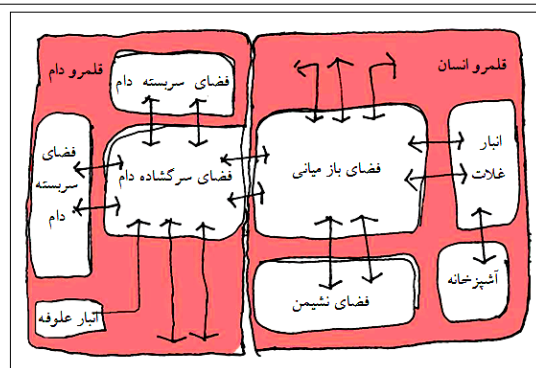 قلمرو انسان
قلمرو دام
فضای سربسته دام
فضای
سربسته
دام
فضای سرگشاده دام
فضای باز میانی
انبار
غلات
آشپزخانه
فضای نشیمن
انبار علوفه